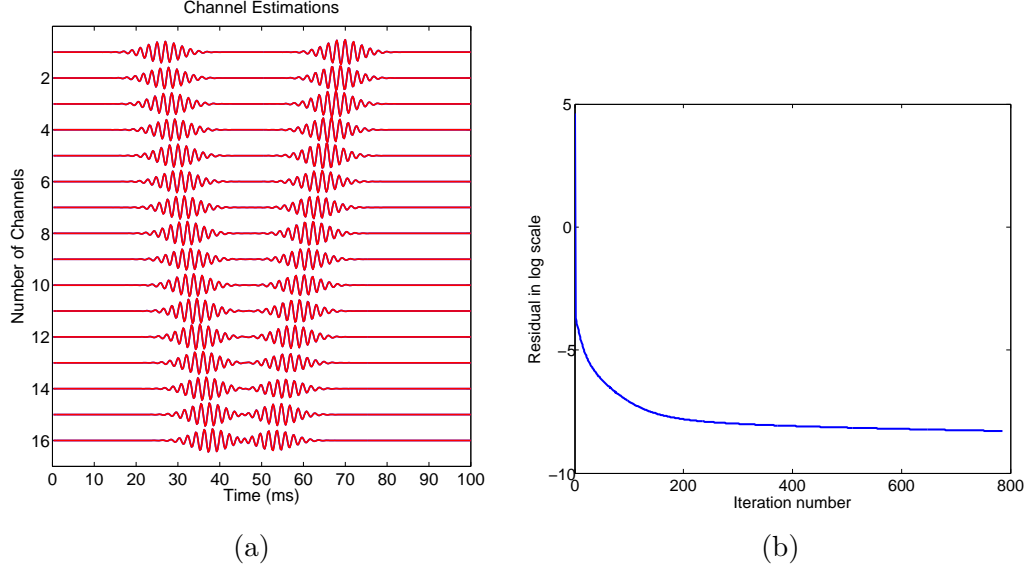 Channel Estimations
Number of Channels
2
4
6
8
10
12
14
16
0 10 20 30 40 50 60 70 80 90 100
Time (ms)
(a)
Residual in log scale
5
0
−5
−10
0 200 400 600 800
Iteration number
(b)